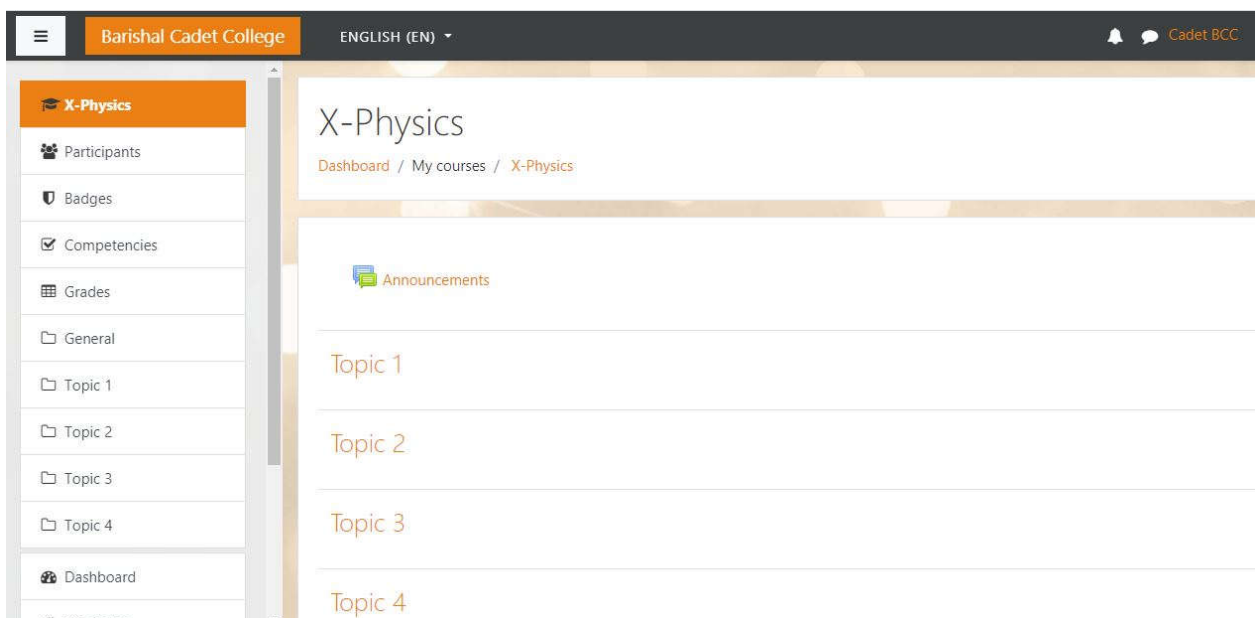 Barishal Cadet College ENGLISH (EN) Cadet BCC
X-Physics
Participants
Badges
Competencies
Grades
General
Topic 1
Topic 2
Topic 3
Topic 4
Dashboard
X-Physics
Dashboard / My courses / X-Physics
Announcements
Topic 1
Topic 2
Topic 3
Topic 4